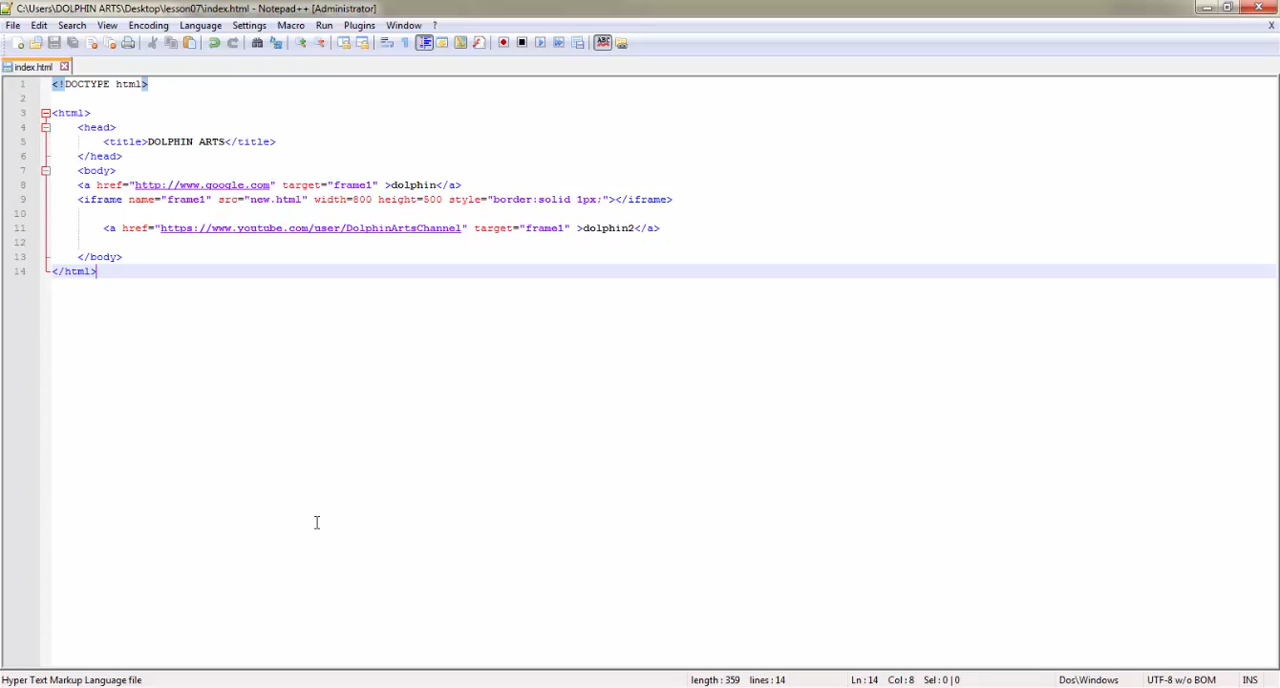 C:\Users\DOLPHIN ARTS\Desktop\lesson07\index.html - Notepad++ [Administrator]
File Edit Search View Encoding Language Settings Macro Run Plugins Window ? X
index.html
1 <!DOCTYPE html>
2
3 <html>
4 <head>
5 <title>DOLPHIN ARTS</title>
6 </head>
7 <body>
8 <a href="http://www.google.com" target="frame1" >dolphin</a>
9 <iframe name="frame1" src="new.html" width=800 height=500 style="border:solid 1px;"></iframe>
10
11 <a href="https://www.youtube.com/user/DolphinArtsChannel" target="frame1" >dolphin2</a>
12
13 </body>
14 </html>
Hyper Text Markup Language file length : 359 lines : 14 Ln : 14 Col : 8 Sel : 0 | 0 Dos\Windows UTF-8 w/o BOM INS